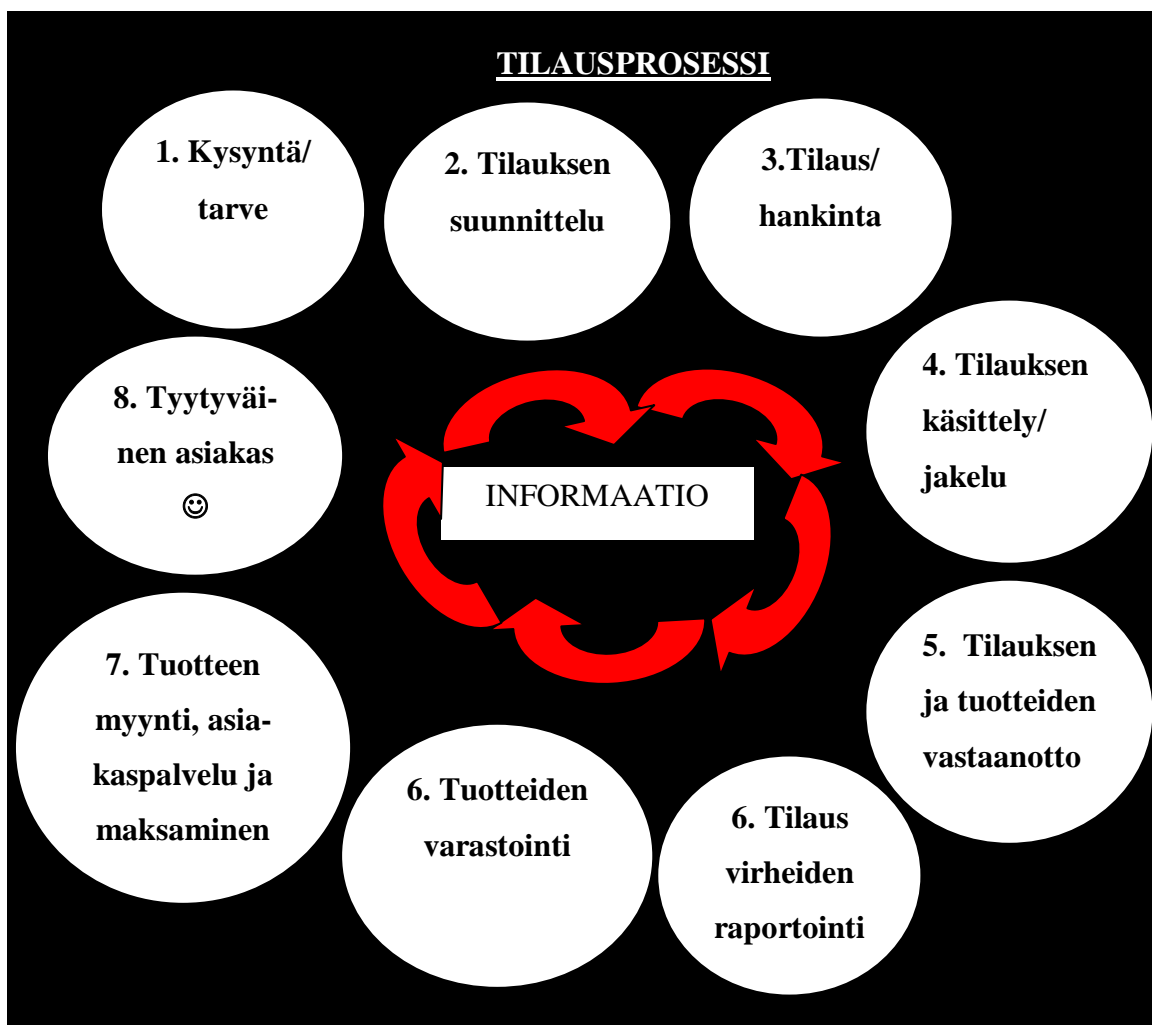 TILAUSPROSESSI
1. Kysyntä/
tarve
2. Tilauksen
suunnittelu
3.Tilaus/
hankinta
4. Tilauksen
käsittely/
jakelu
5. Tilauksen
ja tuotteiden
vastaanotto
6. Tilaus
virheiden
raportointi
6. Tuotteiden
varastointi
7. Tuotteen
myynti, asia-
kaspalvelu ja
maksaminen
8. Tyytyväi-
nen asiakas
☺
INFORMAATIO